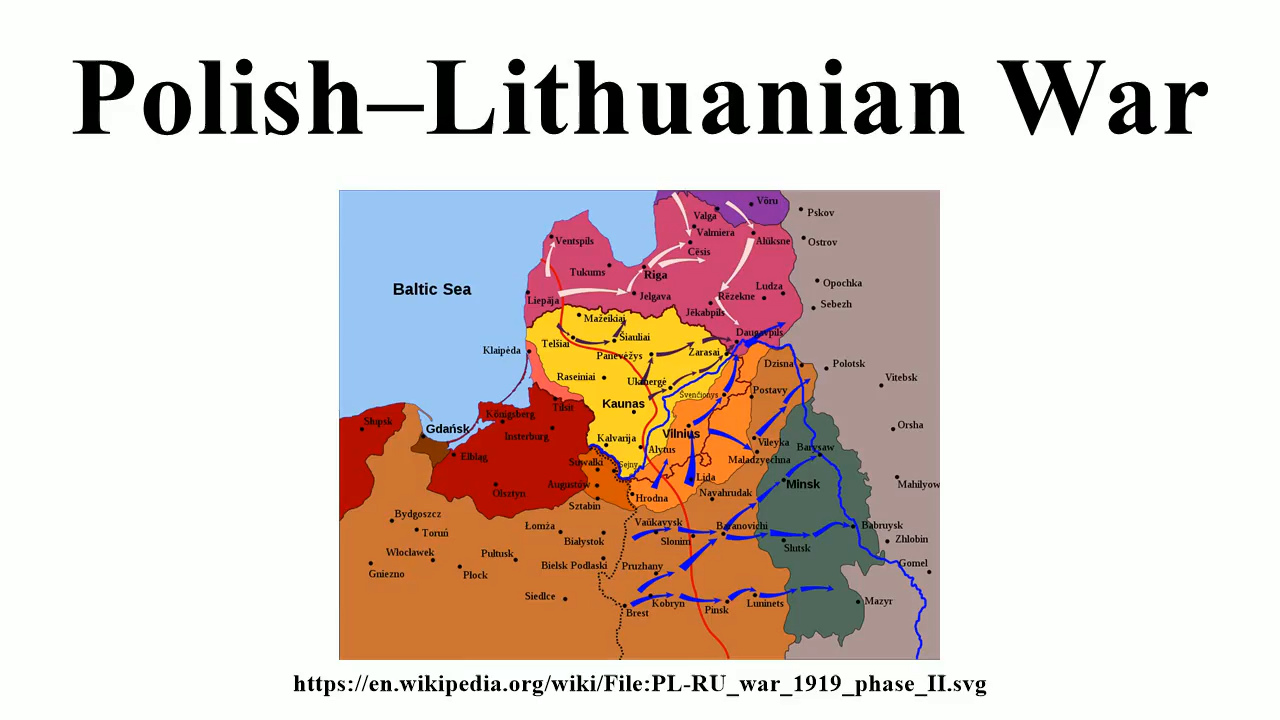 Polish–Lithuanian War
Võru
Valga
Pskov
Valmiera
Ventspils
Alūksne
Ostrov
Cēsis
Tukums
Riga
Opochka
Baltic Sea
Ludza
Liepāja
Jelgava
Rēzekne
Sebezh
Jēkabpils
Mažeikiai
Daugavpils
Šiauliai
Telšiai
Klaipėda
Panevėžys
Zarasai
Dzisna
Polotsk
Raseiniai
Ukmergė
Vitebsk
Švenčionys
Postavy
Kaunas
Tilsit
Königsberg
Słupsk
Gdańsk
Insterburg
Vilnius
Orsha
Kalvarija
Alytus
Vileyka
Barysaw
Elbląg
Maladzyechna
Suwałki
Sejny
Lida
Minsk
Mahilyow
Augustów
Olsztyn
Hrodna
Navahrudak
Sztabin
Bydgoszcz
Łomża
Vaŭkavysk
Baranovichi
Babruysk
Toruń
Białystok
Slonim
Zhlobin
Slutsk
Włocławek
Pułtusk
Bielsk Podlaski
Pruzhany
Gomel
Gniezno
Płock
Siedlce
Kobryn
Pinsk
Luninets
Mazyr
Brest
https://en.wikipedia.org/wiki/File:PL-RU_war_1919_phase_II.svg